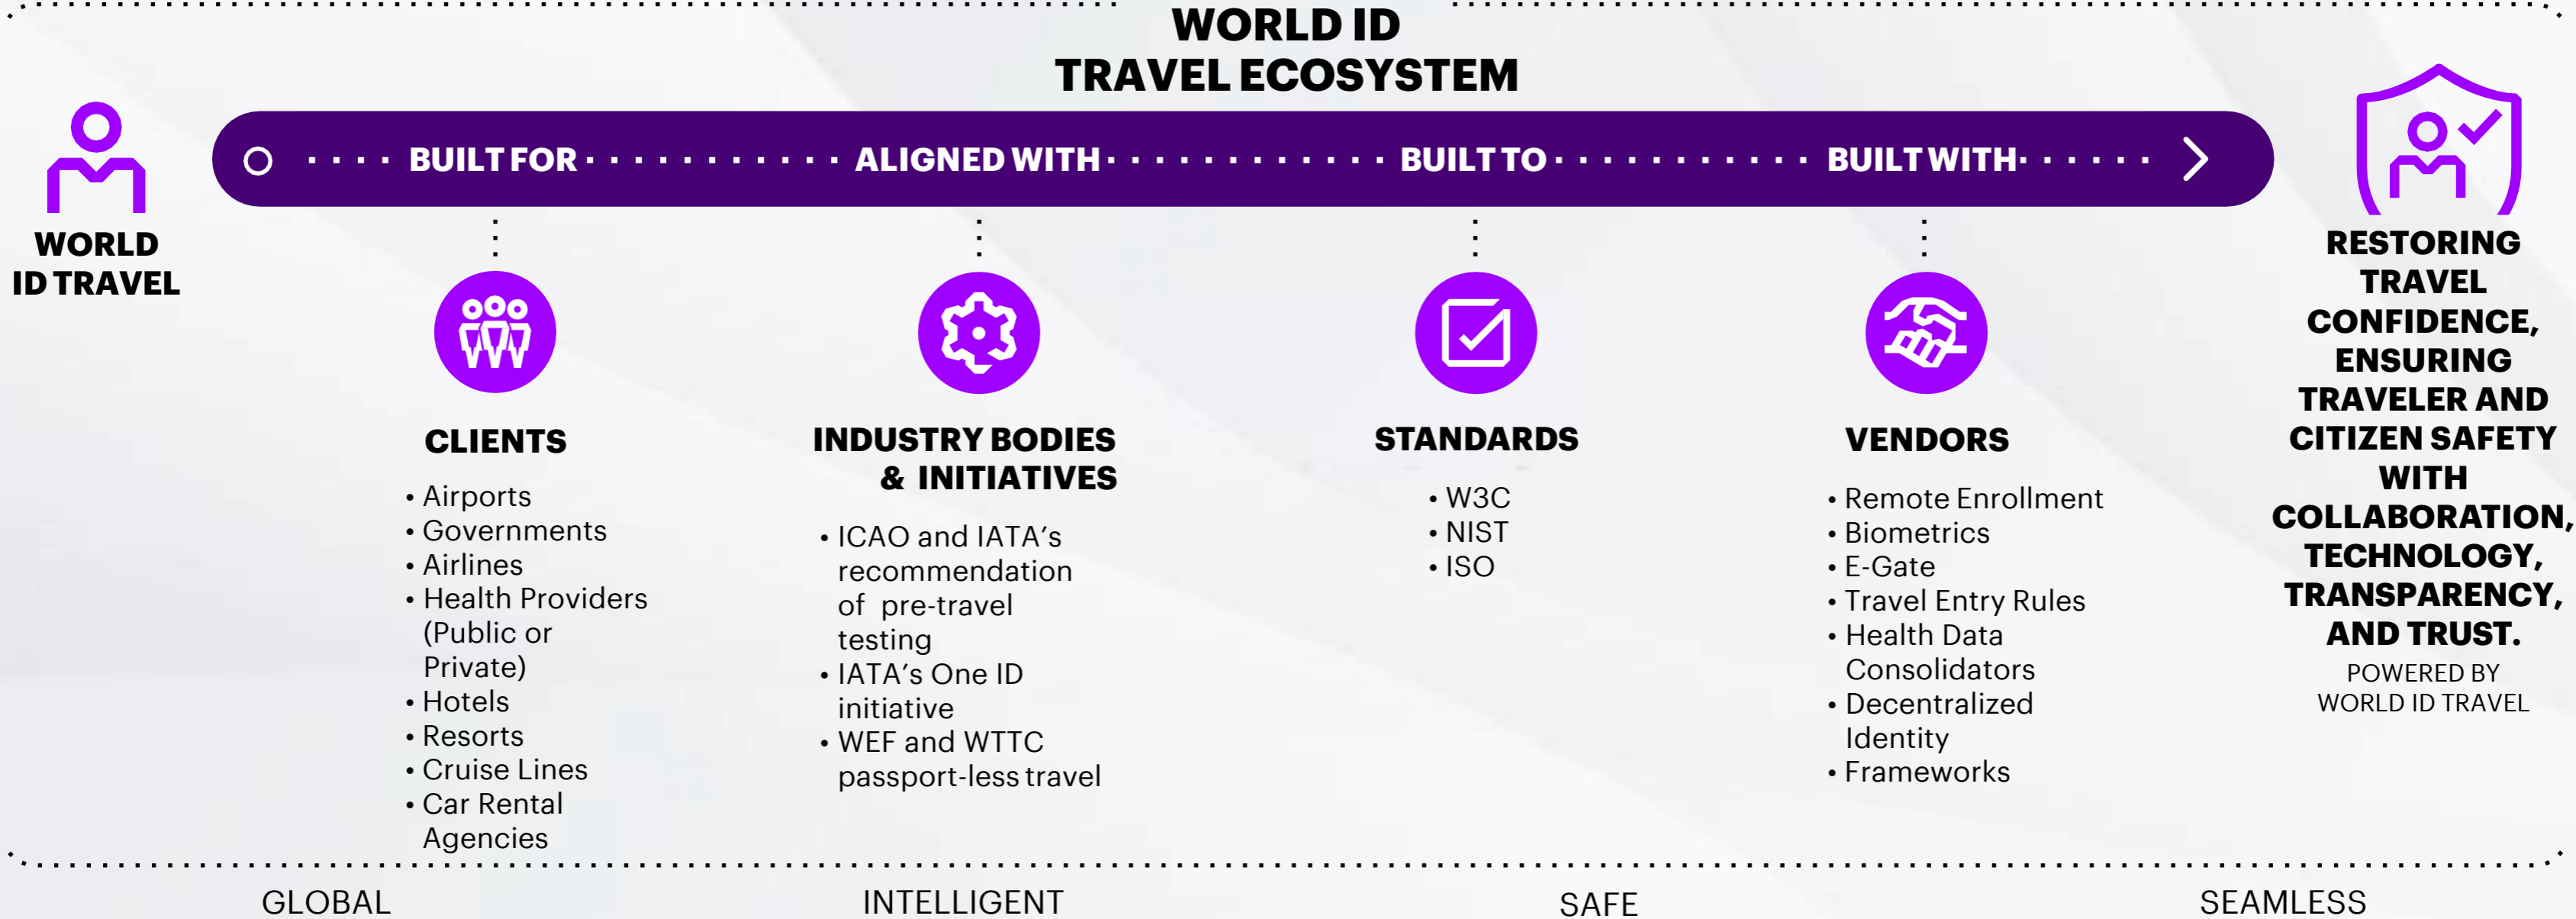 WORLD ID
TRAVEL ECOSYSTEM
WORLD
ID TRAVEL
BUILT FOR
ALIGNED WITH
BUILT TO
BUILT WITH
CLIENTS
• Airports
• Governments
• Airlines
• Health Providers
(Public or
Private)
• Hotels
• Resorts
• Cruise Lines
• Car Rental
Agencies
INDUSTRY BODIES
& INITIATIVES
• ICAO and IATA’s
recommendation
of pre-travel
testing
• IATA’s One ID
initiative
• WEF and WTTC
passport-less travel
STANDARDS
• W3C
• NIST
• ISO
VENDORS
• Remote Enrollment
• Biometrics
• E-Gate
• Travel Entry Rules
• Health Data
Consolidators
• Decentralized
Identity
• Frameworks
RESTORING
TRAVEL
CONFIDENCE,
ENSURING
TRAVELER AND
CITIZEN SAFETY
WITH
COLLABORATION,
TECHNOLOGY,
TRANSPARENCY,
AND TRUST.
POWERED BY
WORLD ID TRAVEL
GLOBAL
INTELLIGENT
SAFE
SEAMLESS